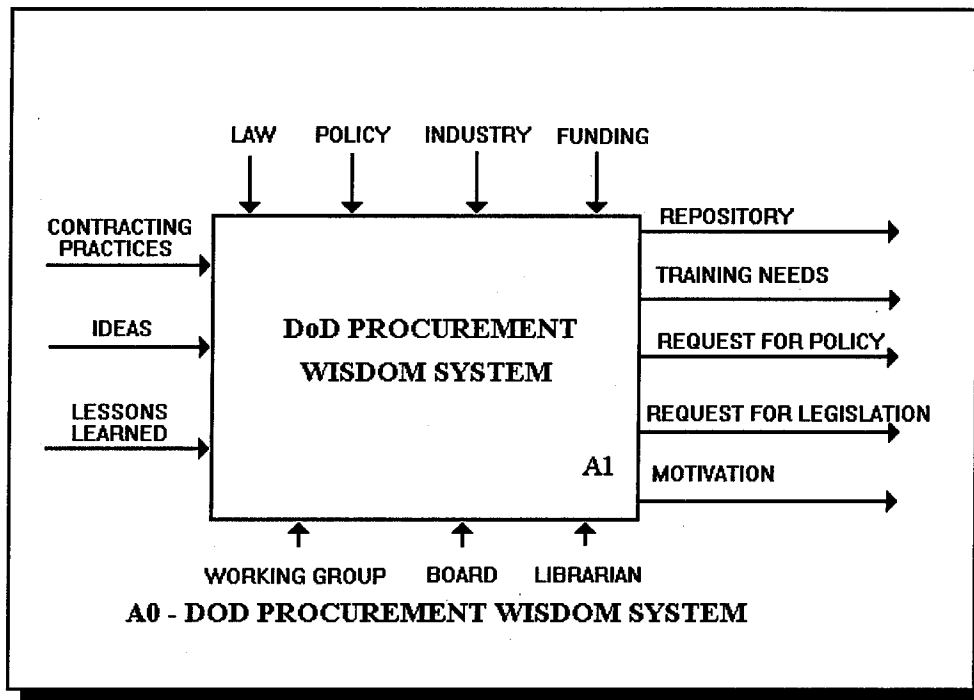 LAW POLICY INDUSTRY FUNDING
CONTRACTING
PRACTICES
IDEAS
LESSONS
LEARNED
DoD PROCUREMENT
WISDOM SYSTEM
A1
REPOSITORY
TRAINING NEEDS
REQUEST FOR POLICY
REQUEST FOR LEGISLATION
MOTIVATION
WORKING GROUP BOARD LIBRARIAN
A0 - DOD PROCUREMENT WISDOM SYSTEM